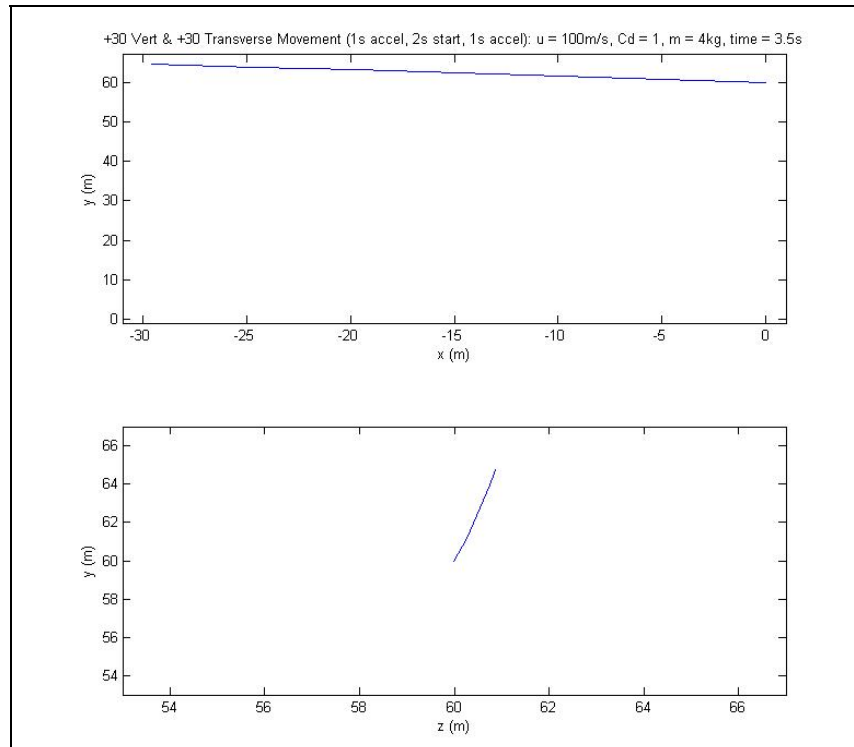 +30 Vert & +30 Transverse Movement (1s accel, 2s start, 1s accel): u = 100m/s, Cd = 1, m = 4kg, time = 3.5s
60
50
40
30
20
10
0
y (m)
-30 -25 -20 -15 -10 -5 0
x (m)
66
64
62
60
58
56
54
y (m)
54 56 58 60 62 64 66
z (m)